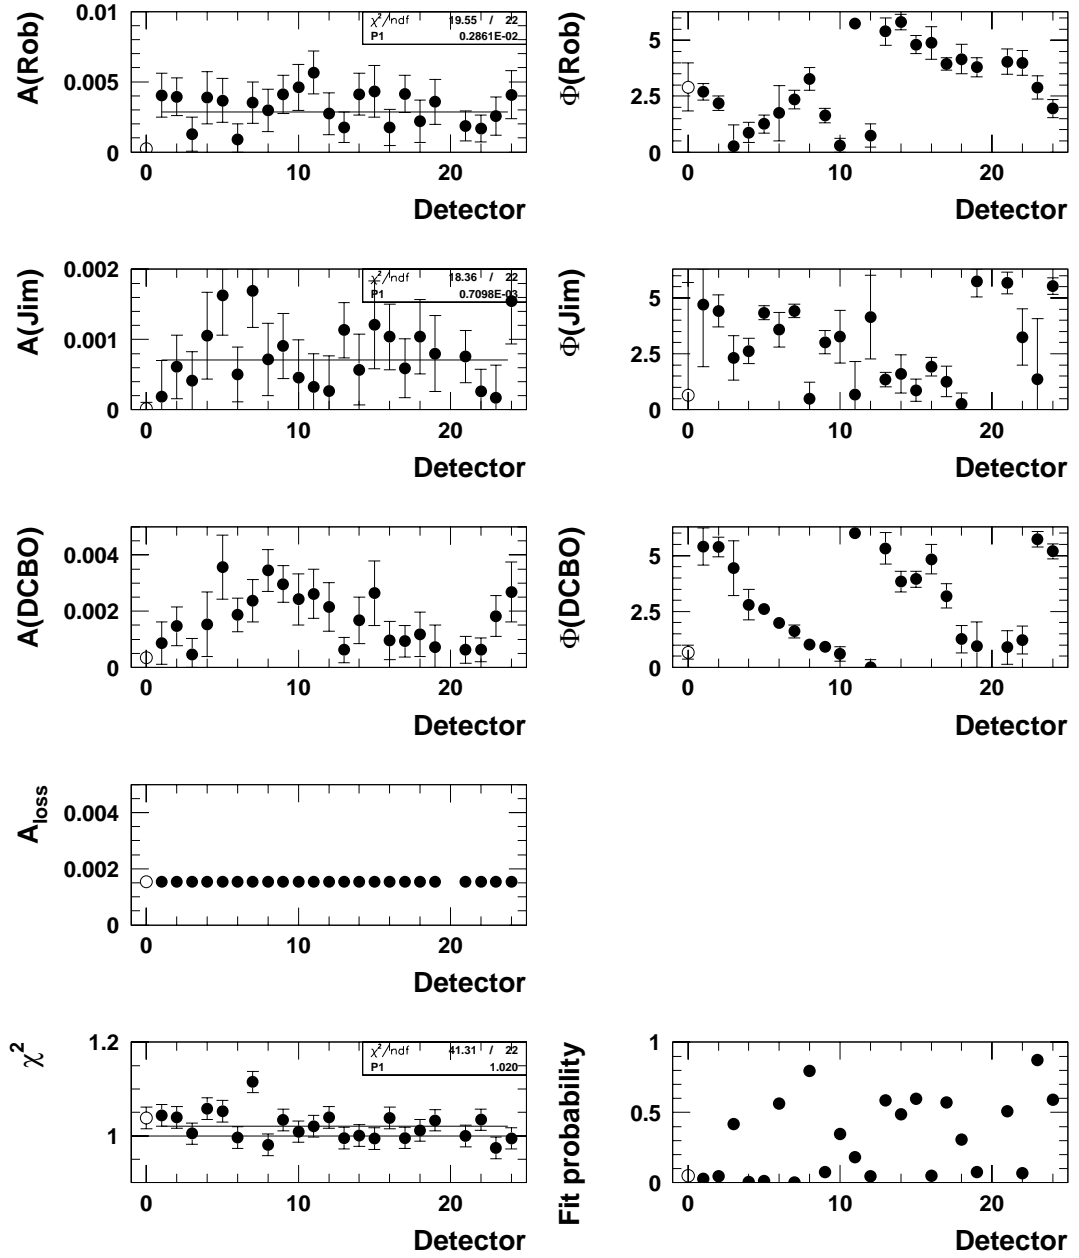 A(Rob)
0.01
0.005
0
χ²/ndf 19.55 / 22
P1 0.2861E-02
0 10 20
Detector
Φ(Rob)
5
2.5
0
0 10 20
Detector
A(Jim)
0.002
0.001
0
χ²/ndf 18.36 / 22
P1 0.7098E-03
0 10 20
Detector
Φ(Jim)
5
2.5
0
0 10 20
Detector
A(DCBO)
0.004
0.002
0
0 10 20
Detector
Φ(DCBO)
5
2.5
0
0 10 20
Detector
A_loss
0.004
0.002
0
0 10 20
Detector
χ²
1.2
1
χ²/ndf 41.31 / 22
P1 1.020
0 10 20
Detector
Fit probability
1
0.5
0
0 10 20
Detector